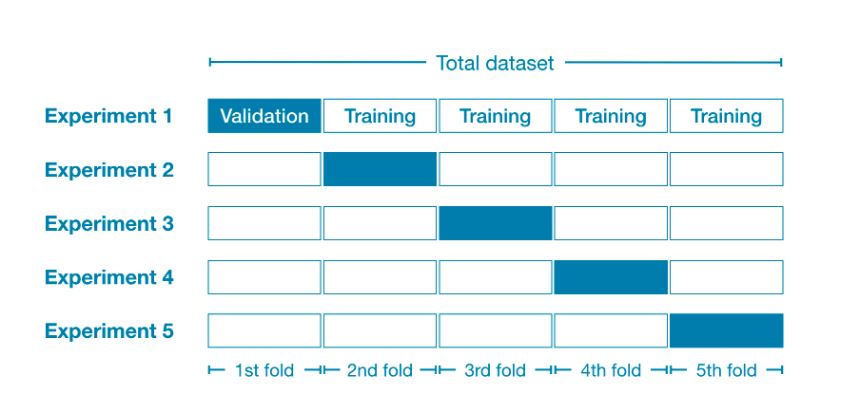 Total dataset
Experiment 1 Validation Training Training Training Training
Experiment 2
Experiment 3
Experiment 4
Experiment 5
1st fold 2nd fold 3rd fold 4th fold 5th fold